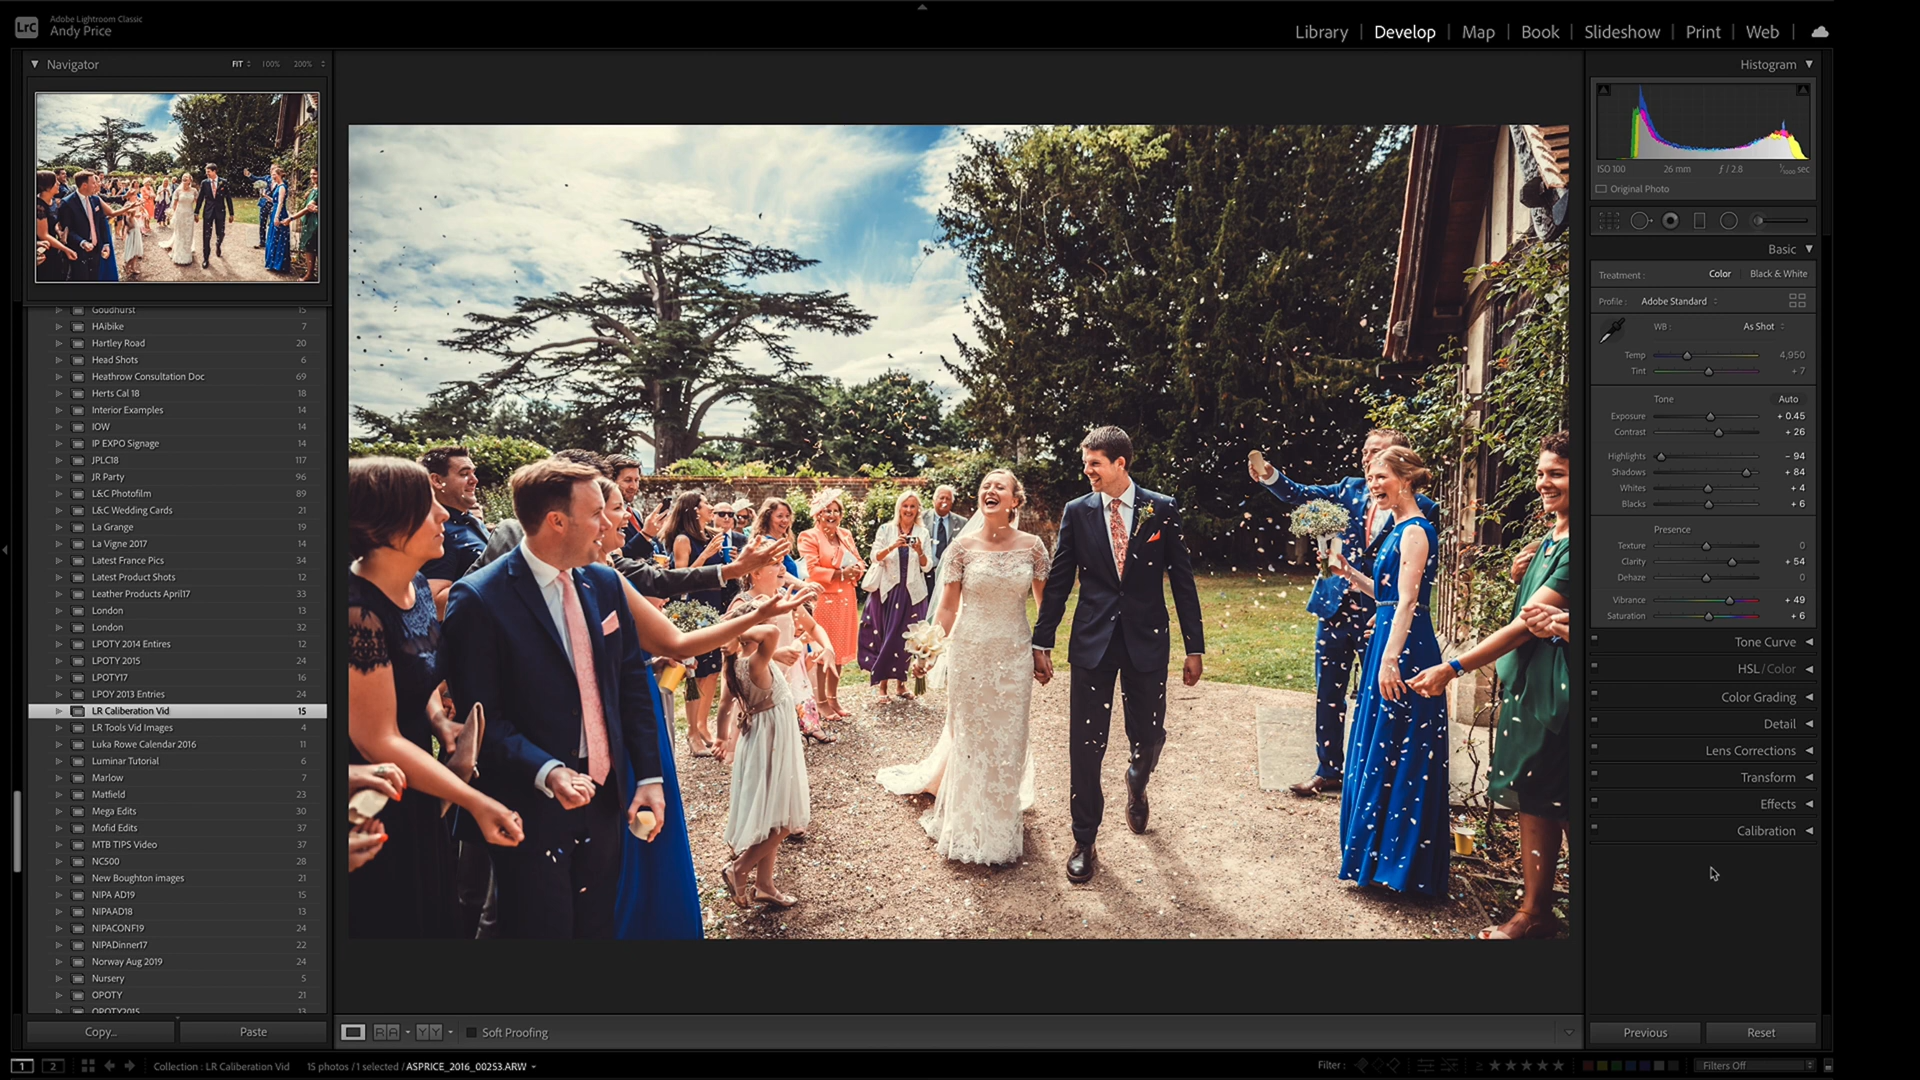 LrC
Adobe Lightroom Classic
Andy Price
Library | Develop | Map | Book | Slideshow | Print | Web |
Navigator FIT 100% 200%
Goudhurst 15
HAibike 7
Hartley Road 20
Head Shots 6
Heathrow Consultation Doc 69
Herts Cal 18 18
Interior Examples 14
IOW 14
IP EXPO Signage 14
JPLC18 117
JR Party 96
L&C Photofilm 89
L&C Wedding Cards 21
La Grange 19
La Vigne 2017 14
Latest France Pics 34
Latest Product Shots 12
Leather Products April17 33
London 13
London 32
LPOTY 2014 Entires 12
LPOTY 2015 24
LPOTY17 16
LPOY 2013 Entries 24
LR Caliberation Vid 15
LR Tools Vid Images 4
Luka Rowe Calendar 2016 11
Luminar Tutorial 6
Marlow 7
Matfield 23
Mega Edits 30
Mofid Edits 37
MTB TIPS Video 37
NC500 28
New Boughton images 21
NIPA AD19 15
NIPAAD18 13
NIPACONF19 24
NIPADinner17 22
Norway Aug 2019 24
Nursery 5
OPOTY 21
OPOTY2015 13
Copy... Paste
Soft Proofing
Histogram
ISO 100 26 mm ƒ / 2.8 sec
Original Photo
Basic
Treatment : Color Black & White
Profile : Adobe Standard
WB : As Shot
Temp 4,950
Tint + 7
Tone Auto
Exposure + 0.45
Contrast + 26
Highlights − 94
Shadows + 84
Whites + 4
Blacks + 6
Presence
Texture 0
Clarity + 54
Dehaze 0
Vibrance + 49
Saturation + 6
Tone Curve
HSL / Color
Color Grading
Detail
Lens Corrections
Transform
Effects
Calibration
Previous Reset
1 2 Collection : LR Caliberation Vid 15 photos / 1 selected / ASPRICE_2016_00253.ARW Filter : ≥ Filters Off